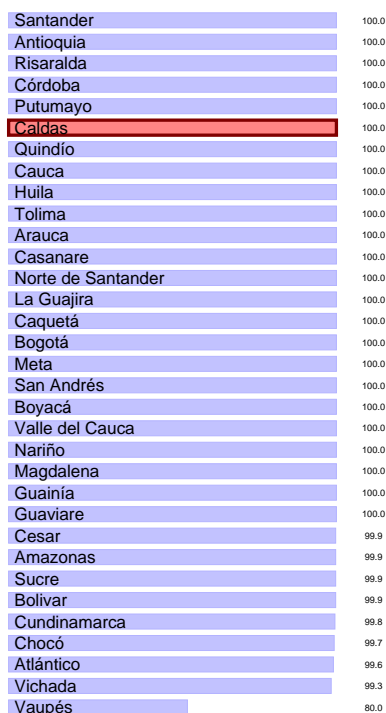 Santander 100.0
Antioquia 100.0
Risaralda 100.0
Córdoba 100.0
Putumayo 100.0
Caldas 100.0
Quindío 100.0
Cauca 100.0
Huila 100.0
Tolima 100.0
Arauca 100.0
Casanare 100.0
Norte de Santander 100.0
La Guajira 100.0
Caquetá 100.0
Bogotá 100.0
Meta 100.0
San Andrés 100.0
Boyacá 100.0
Valle del Cauca 100.0
Nariño 100.0
Magdalena 100.0
Guainía 100.0
Guaviare 100.0
Cesar 99.9
Amazonas 99.9
Sucre 99.9
Bolivar 99.9
Cundinamarca 99.8
Chocó 99.7
Atlántico 99.6
Vichada 99.3
Vaupés 80.0